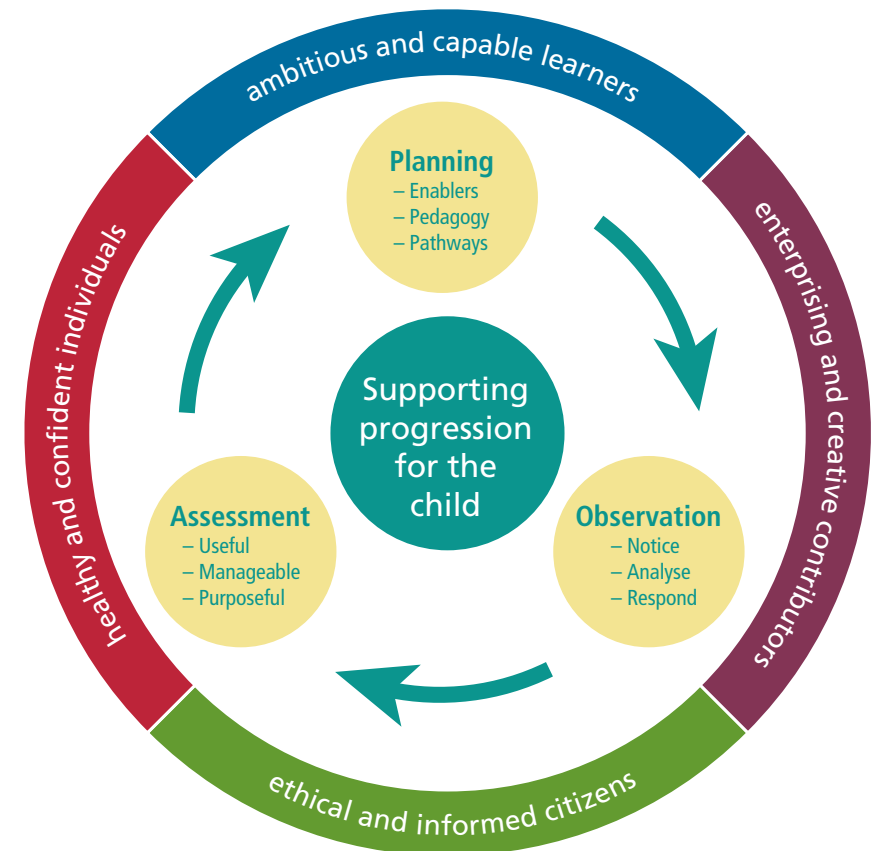 ambitious and capable learners
enterprising and creative contributors
ethical and informed citizens
healthy and confident individuals
Planning
– Enablers
– Pedagogy
– Pathways
Supporting
progression
for the
child
Observation
– Notice
– Analyse
– Respond
Assessment
– Useful
– Manageable
– Purposeful